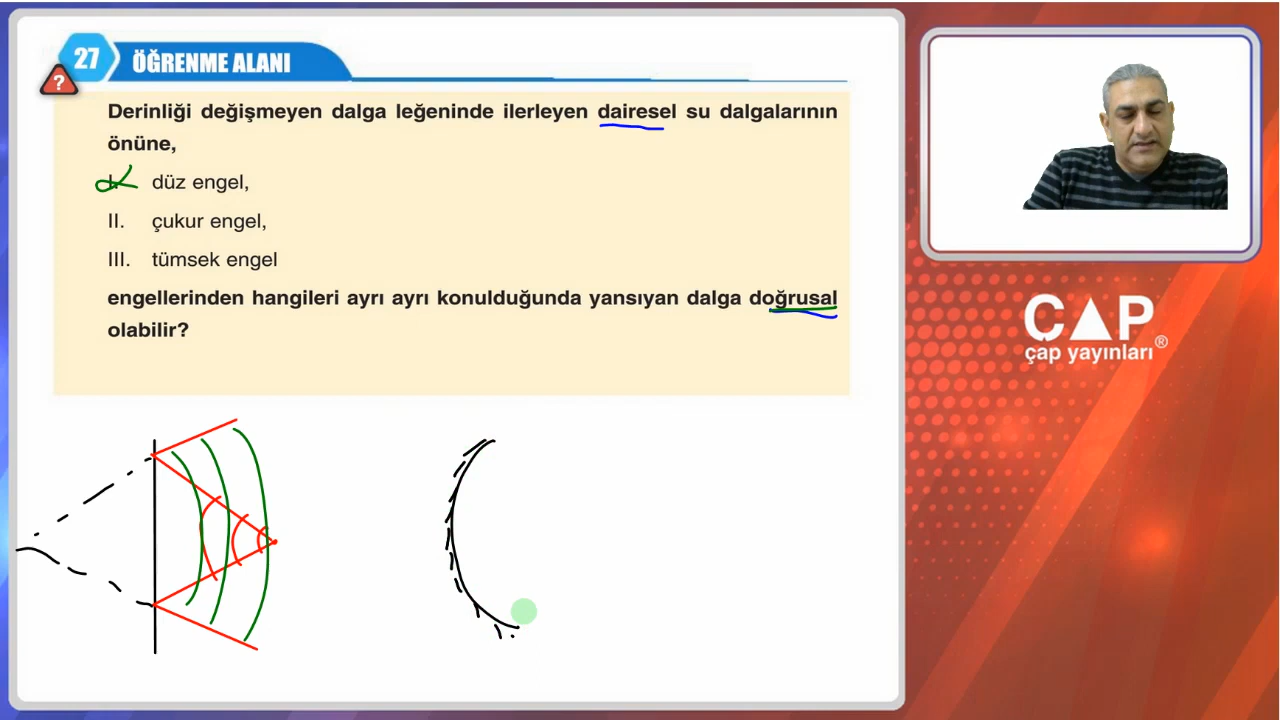 27
ÖĞRENME ALANI
?
Derinliği değişmeyen dalga leğeninde ilerleyen dairesel su dalgalarının
önüne,
I. düz engel,
II. çukur engel,
III. tümsek engel
engellerinden hangileri ayrı ayrı konulduğunda yansıyan dalga doğrusal
olabilir?
ÇAP
çap yayınları®